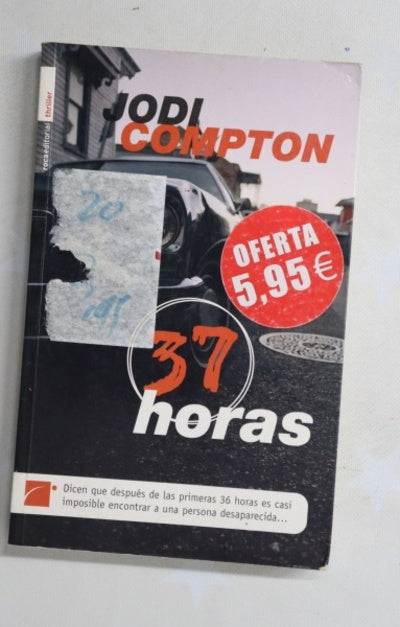 rocaeditorial thriller
JODI
COMPTON
20
OFERTA
5,95€
37
horas
Dicen que después de las primeras 36 horas es casi
imposible encontrar a una persona desaparecida...